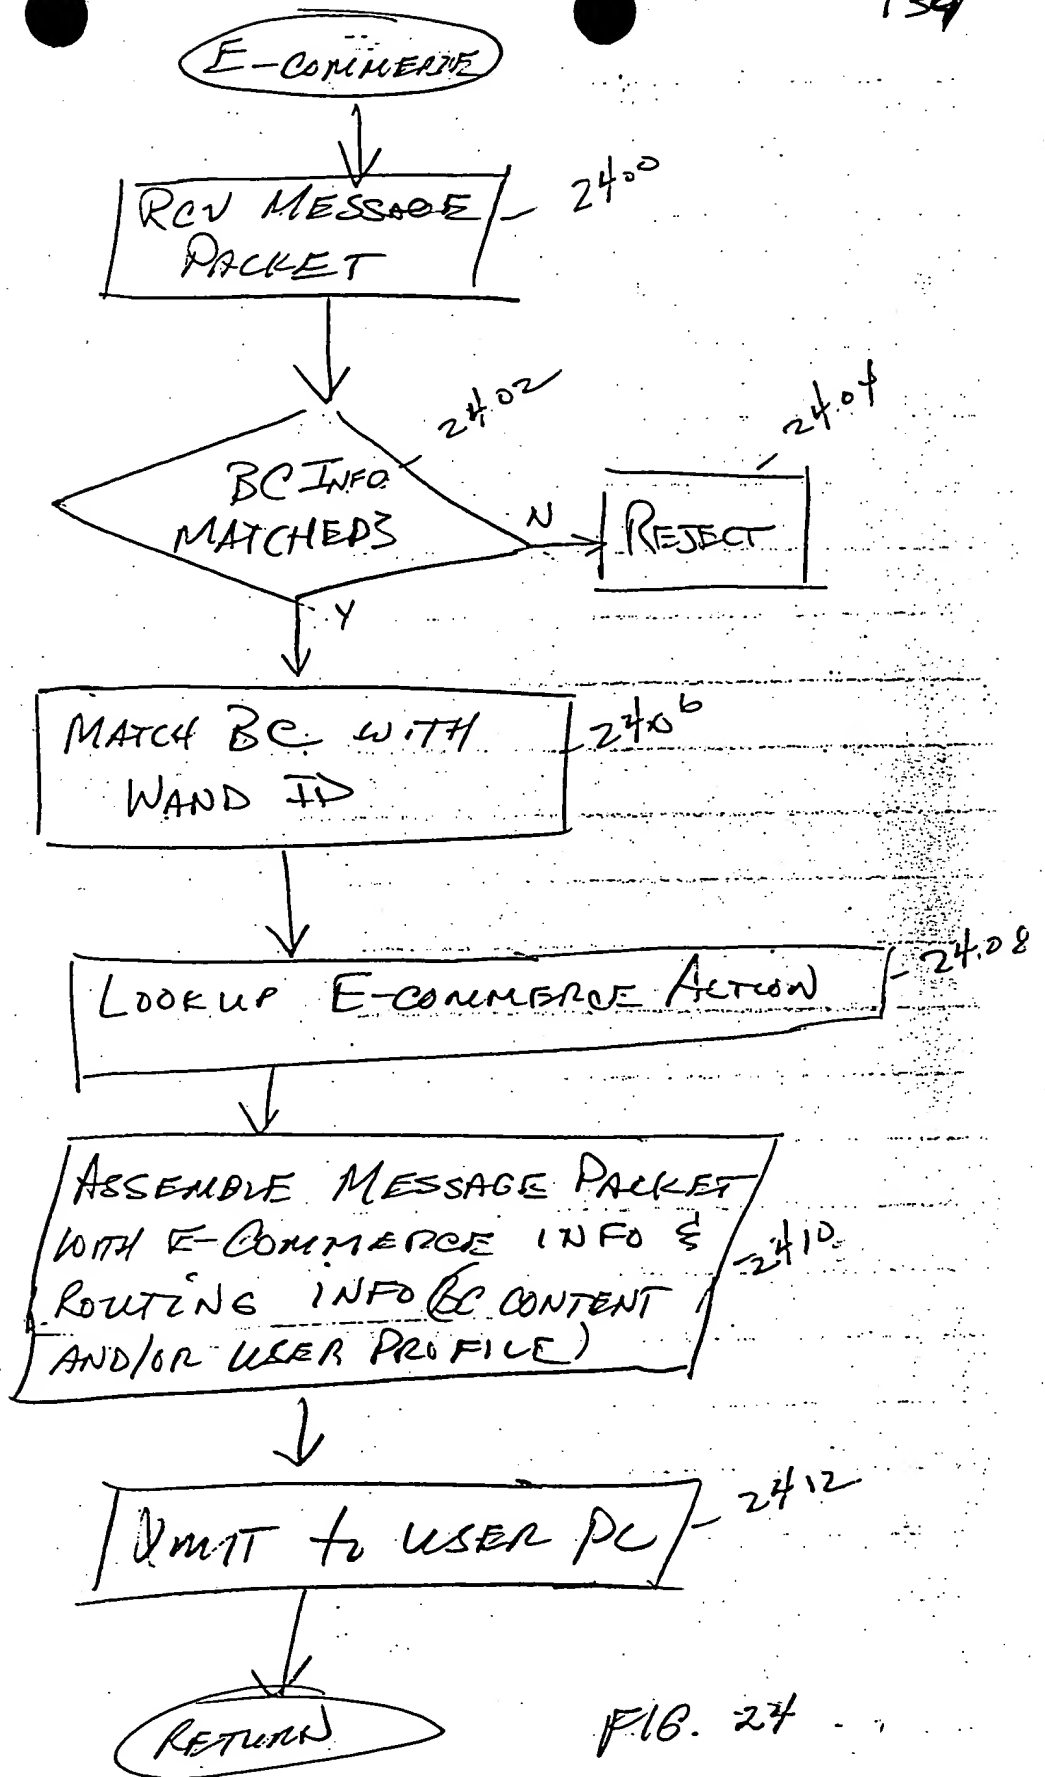 134
E-COMMERCE
RCV MESSAGE
PACKET
2400
2402
2404
BC INFO
MATCHED?
N
REJECT
Y
MATCH BC WITH
WAND ID
2406
LOOKUP E-COMMERCE ACTION
2408
ASSEMBLE MESSAGE PACKET
WITH E-COMMERCE INFO &
ROUTING INFO (BC CONTENT
AND/OR USER PROFILE)
2410
XMIT to USER PC
2412
RETURN
FIG. 24